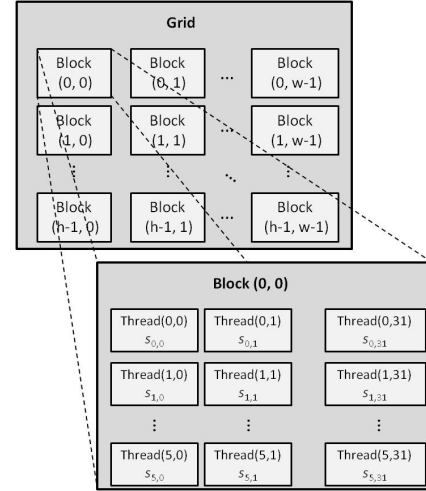 Grid
Block Block ... Block
(0, 0) (0, 1) (0, w-1)
Block Block Block
(1, 0) (1, 1) (1, w-1)
⋮ ⋮ ⋱ ⋮
Block Block ... Block
(h-1, 0) (h-1, 1) (h-1, w-1)
Block (0, 0)
Thread(0,0) Thread(0,1) Thread(0,31)
s0,0 s0,1 s0,31
Thread(1,0) Thread(1,1) Thread(1,31)
s1,0 s1,1 s1,31
⋮ ⋮ ⋮
Thread(5,0) Thread(5,1) Thread(5,31)
s5,0 s5,1 s5,31